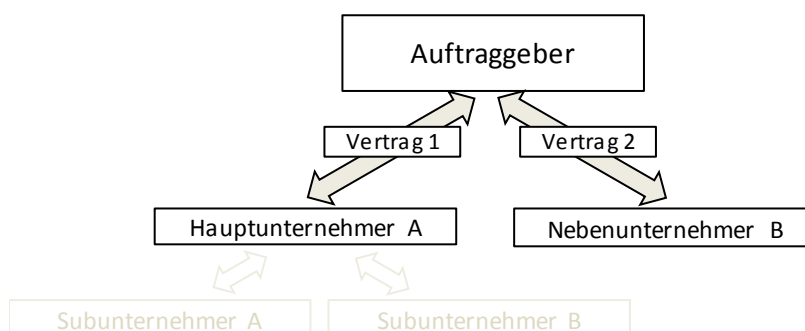 Auftraggeber
Vertrag 1
Vertrag 2
Hauptunternehmer A
Nebenunternehmer B
Subunternehmer A
Subunternehmer B